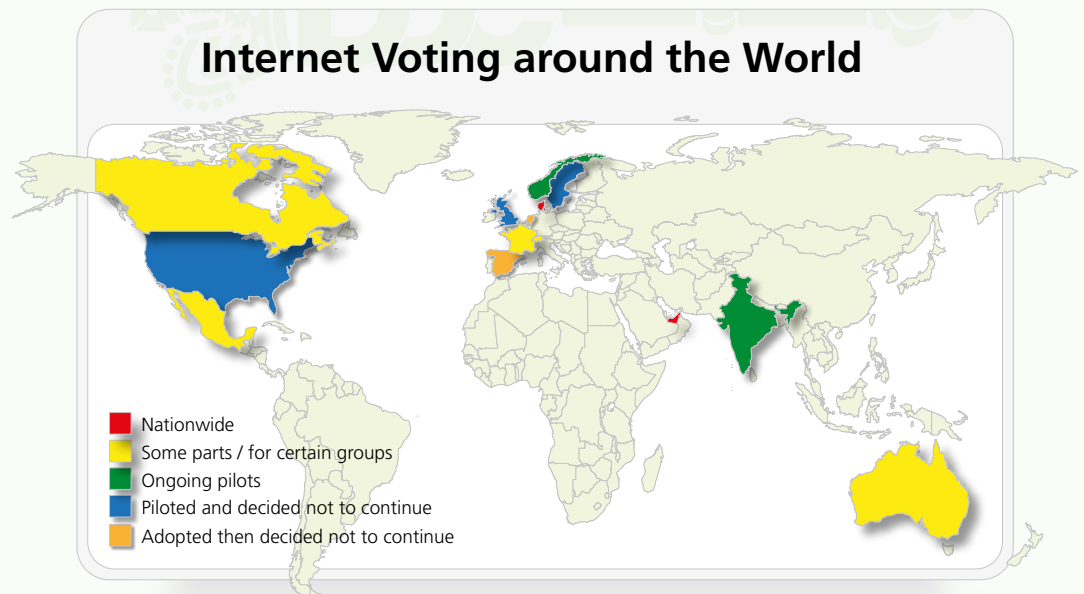 Internet Voting around the World
Nationwide
Some parts / for certain groups
Ongoing pilots
Piloted and decided not to continue
Adopted then decided not to continue